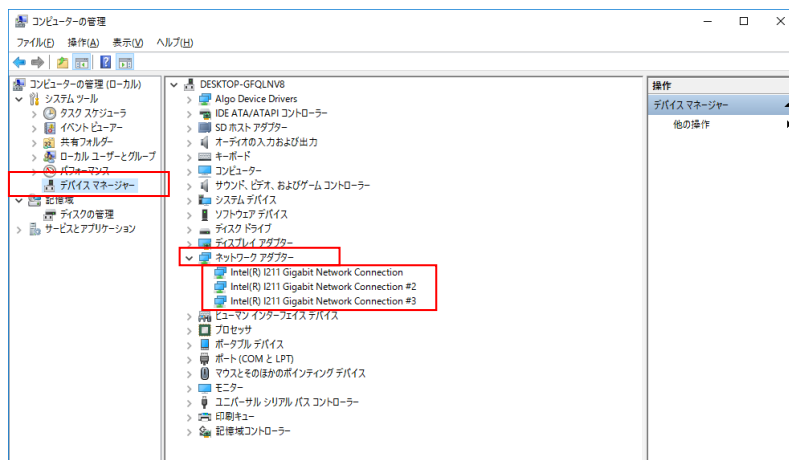 コンピューターの管理
ファイル(F) 操作(A) 表示(V) ヘルプ(H)
コンピューターの管理 (ローカル)
システム ツール
タスク スケジューラ
イベント ビューアー
共有フォルダー
ローカル ユーザーとグループ
パフォーマンス
デバイス マネージャー
記憶域
ディスクの管理
サービスとアプリケーション
DESKTOP-GFQLNV8
Algo Device Drivers
IDE ATA/ATAPI コントローラー
SD ホスト アダプター
オーディオの入力および出力
キーボード
コンピューター
サウンド、ビデオ、およびゲーム コントローラー
システム デバイス
ソフトウェア デバイス
ディスク ドライブ
ディスプレイ アダプター
ネットワーク アダプター
Intel(R) I211 Gigabit Network Connection
Intel(R) I211 Gigabit Network Connection #2
Intel(R) I211 Gigabit Network Connection #3
ヒューマン インターフェイス デバイス
プロセッサ
ポータブル デバイス
ポート (COM と LPT)
マウスとそのほかのポインティング デバイス
モニター
ユニバーサル シリアル バス コントローラー
印刷キュー
記憶域コントローラー
操作
デバイス マネージャー
他の操作